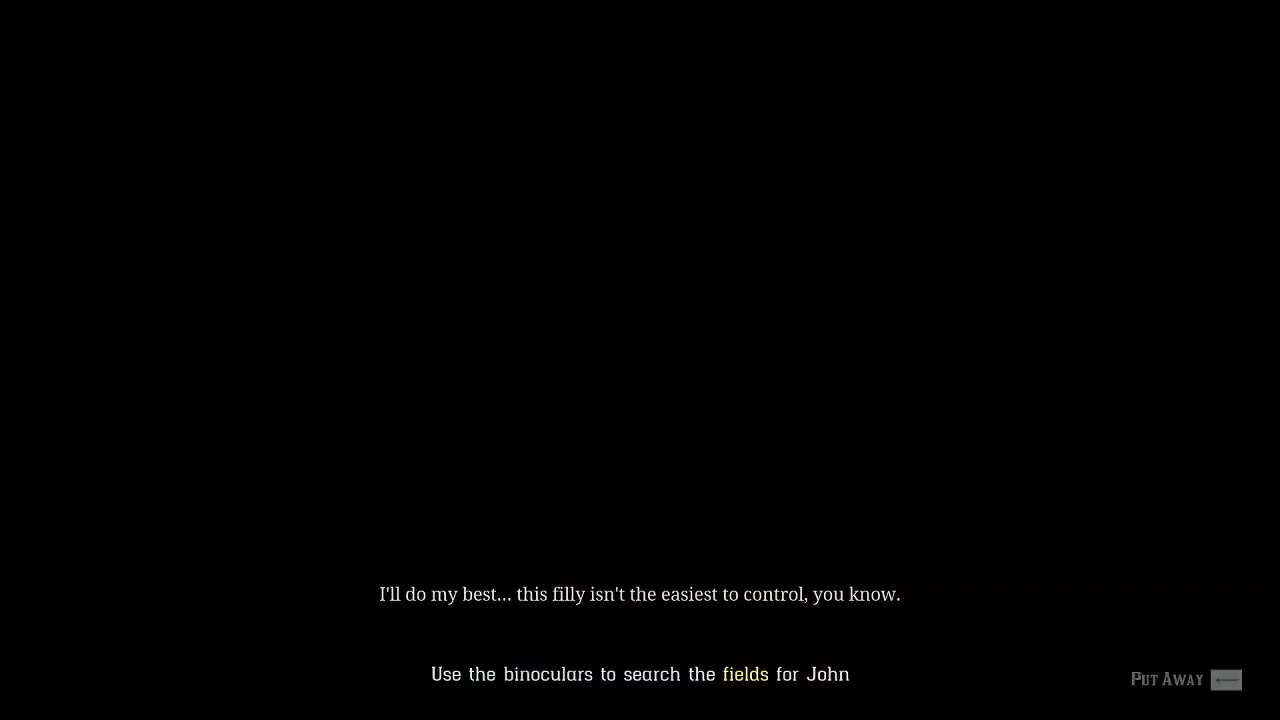 I'll do my best... this filly isn't the easiest to control, you know.
Use the binoculars to search the fields for John
Put Away